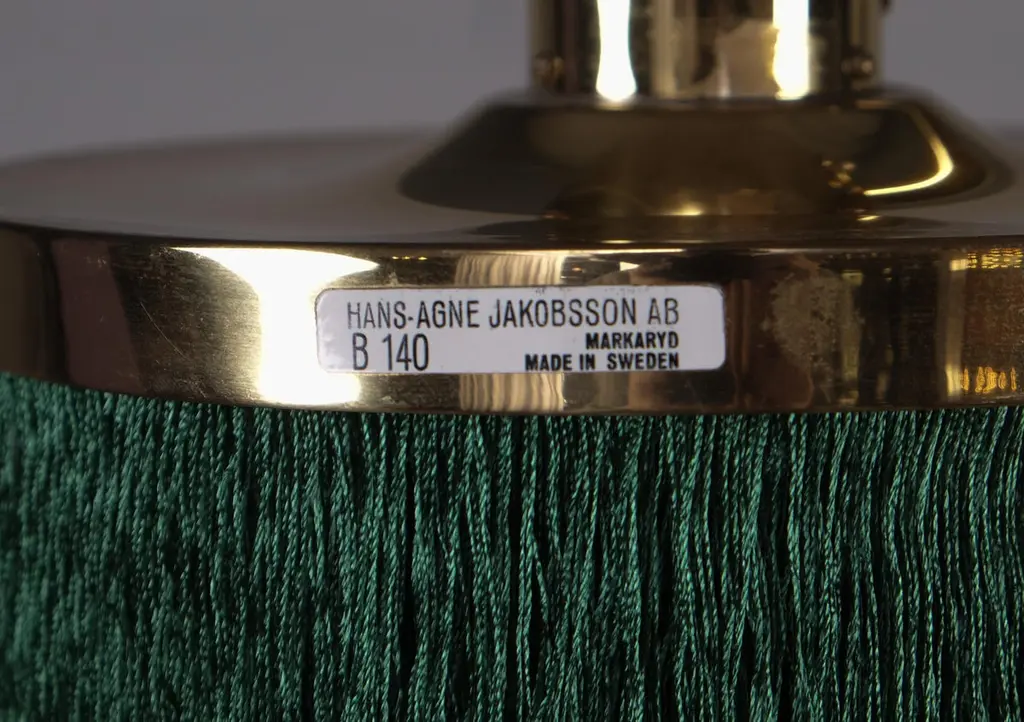 HANS-AGNE JAKOBSSON AB
B 140
MARKARYD
MADE IN SWEDEN